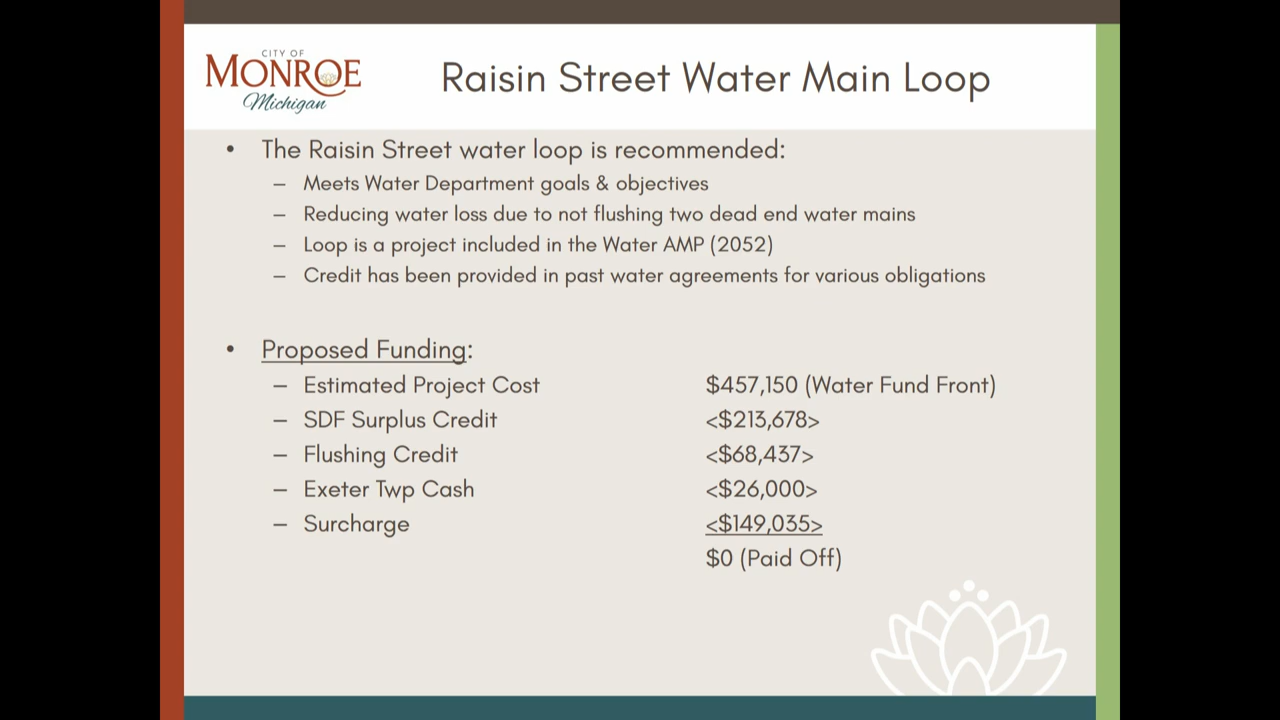 CITY OF
MONROE
Michigan
Raisin Street Water Main Loop
• The Raisin Street water loop is recommended:
– Meets Water Department goals & objectives
– Reducing water loss due to not flushing two dead end water mains
– Loop is a project included in the Water AMP (2052)
– Credit has been provided in past water agreements for various obligations
• Proposed Funding:
– Estimated Project Cost $457,150 (Water Fund Front)
– SDF Surplus Credit <$213,678>
– Flushing Credit <$68,437>
– Exeter Twp Cash <$26,000>
– Surcharge <$149,035>
$0 (Paid Off)